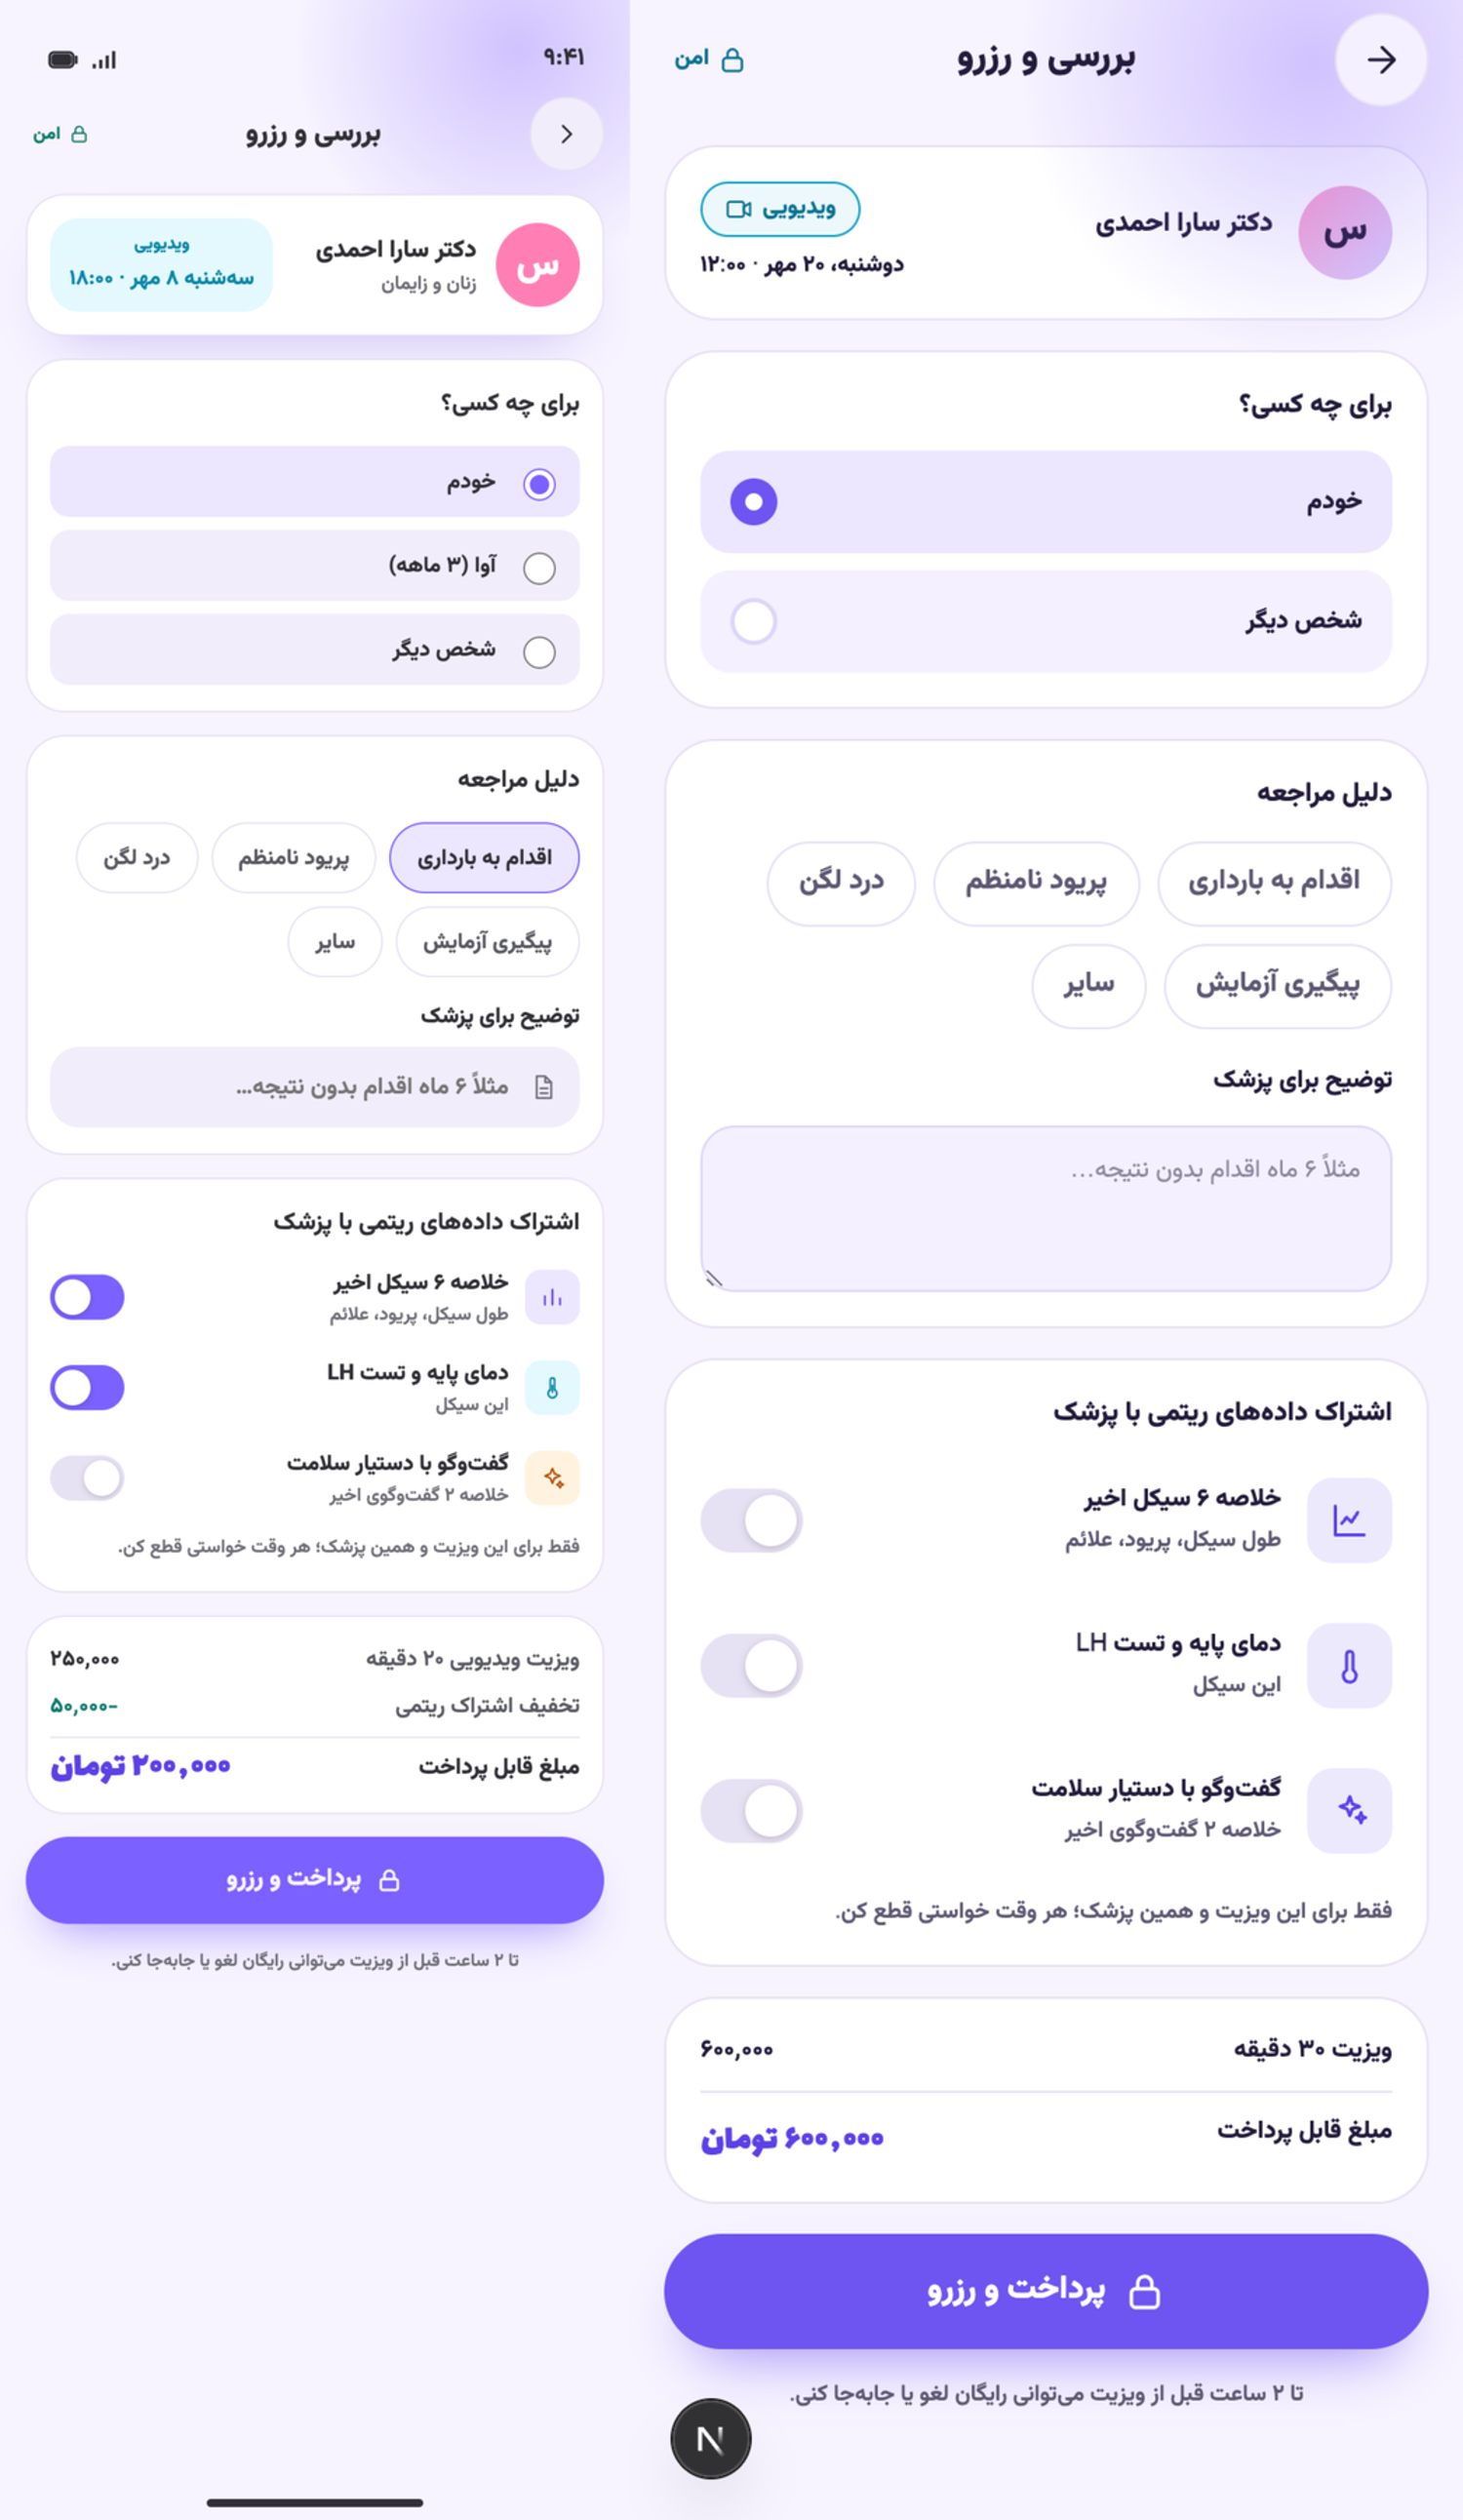 ۹:۴۱
بررسی و رزرو
امن
دکتر سارا احمدی
زنان و زایمان
س
ویدیویی
سه‌شنبه ۸ مهر · ۱۸:۰۰
برای چه کسی؟
خودم
آوا (۳ ماهه)
شخص دیگر
دلیل مراجعه
اقدام به بارداری
پریود نامنظم
درد لگن
پیگیری آزمایش
سایر
توضیح برای پزشک
مثلاً ۶ ماه اقدام بدون نتیجه...
اشتراک داده‌های ریتمی با پزشک
خلاصه ۶ سیکل اخیر
طول سیکل، پریود، علائم
دمای پایه و تست LH
این سیکل
گفت‌وگو با دستیار سلامت
خلاصه ۲ گفت‌وگوی اخیر
فقط برای این ویزیت و همین پزشک؛ هر وقت خواستی قطع کن.
ویزیت ویدیویی ۲۰ دقیقه
۲۵۰,۰۰۰
تخفیف اشتراک ریتمی
−۵۰,۰۰۰
مبلغ قابل پرداخت
۲۰۰,۰۰۰ تومان
پرداخت و رزرو
تا ۲ ساعت قبل از ویزیت می‌توانی رایگان لغو یا جابه‌جا کنی.
بررسی و رزرو
امن
س
دکتر سارا احمدی
ویدیویی
دوشنبه، ۲۰ مهر · ۱۲:۰۰
برای چه کسی؟
خودم
شخص دیگر
دلیل مراجعه
اقدام به بارداری
پریود نامنظم
درد لگن
پیگیری آزمایش
سایر
توضیح برای پزشک
مثلاً ۶ ماه اقدام بدون نتیجه...
اشتراک داده‌های ریتمی با پزشک
خلاصه ۶ سیکل اخیر
طول سیکل، پریود، علائم
دمای پایه و تست LH
این سیکل
گفت‌وگو با دستیار سلامت
خلاصه ۲ گفت‌وگوی اخیر
فقط برای این ویزیت و همین پزشک؛ هر وقت خواستی قطع کن.
ویزیت ۳۰ دقیقه
۶۰۰,۰۰۰
مبلغ قابل پرداخت
۶۰۰,۰۰۰ تومان
پرداخت و رزرو
تا ۲ ساعت قبل از ویزیت می‌توانی رایگان لغو یا جابه‌جا کنی.
N